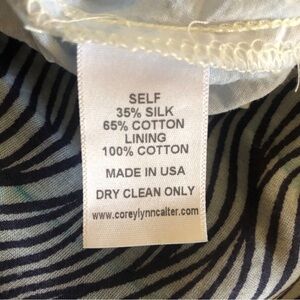 SELF
35% SILK
65% COTTON
LINING
100% COTTON
MADE IN USA
DRY CLEAN ONLY
www.coreylynncalter.com